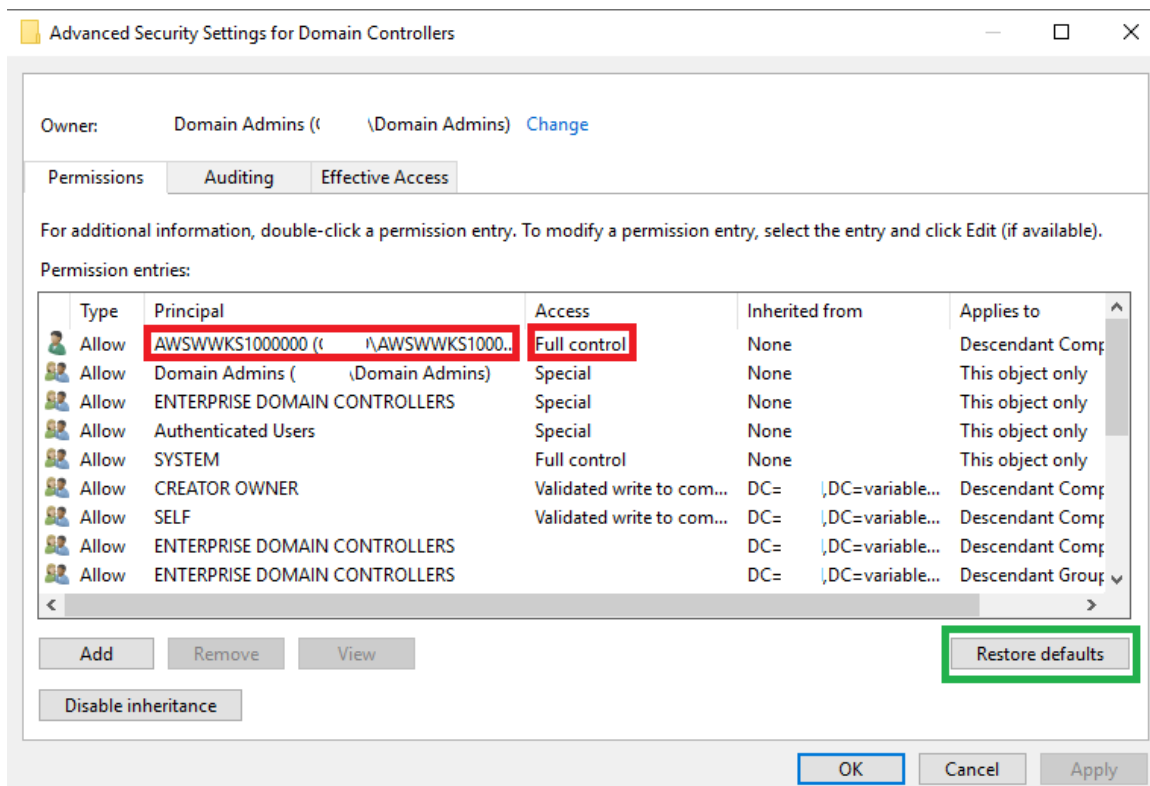 Advanced Security Settings for Domain Controllers
Owner: Domain Admins ( \Domain Admins) Change
Permissions Auditing Effective Access
For additional information, double-click a permission entry. To modify a permission entry, select the entry and click Edit (if available).
Permission entries:
Type Principal Access Inherited from Applies to
Allow AWSWWKS1000000 ( \AWSWWKS1000... Full control None Descendant Comp
Allow Domain Admins ( \Domain Admins) Special None This object only
Allow ENTERPRISE DOMAIN CONTROLLERS Special None This object only
Allow Authenticated Users Special None This object only
Allow SYSTEM Full control None This object only
Allow CREATOR OWNER Validated write to com... DC= ,DC=variable... Descendant Comp
Allow SELF Validated write to com... DC= ,DC=variable... Descendant Comp
Allow ENTERPRISE DOMAIN CONTROLLERS DC= ,DC=variable... Descendant Comp
Allow ENTERPRISE DOMAIN CONTROLLERS DC= ,DC=variable... Descendant Group
Add Remove View Restore defaults
Disable inheritance
OK Cancel Apply